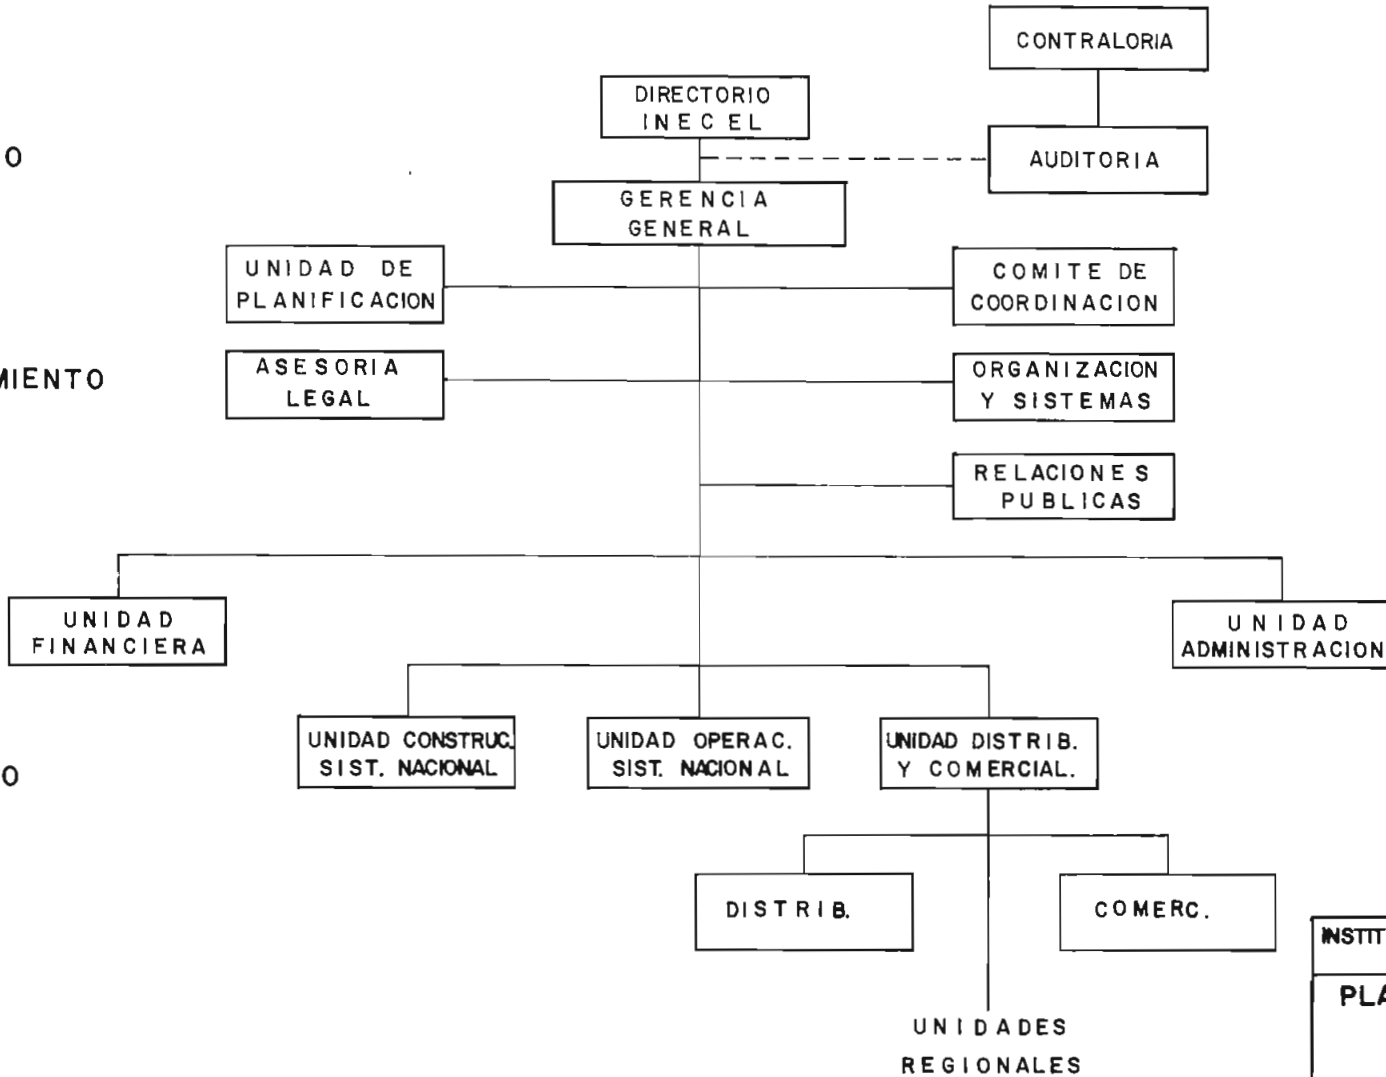 CONTRALORIA
DIRECTORIO
INECEL
O
AUDITORIA
GERENCIA
GENERAL
UNIDAD DE
PLANIFICACION
COMITE DE
COORDINACION
MIENTO
ASESORIA
LEGAL
ORGANIZACION
Y SISTEMAS
RELACIONES
PUBLICAS
UNIDAD
FINANCIERA
UNIDAD
ADMINISTRACION
UNIDAD CONSTRUC.
SIST. NACIONAL
UNIDAD OPERAC.
SIST. NACIONAL
UNIDAD DISTRIB.
Y COMERCIAL.
O
DISTRIB.
COMERC.
INSTIT
PLA
UNIDADES
REGIONALES